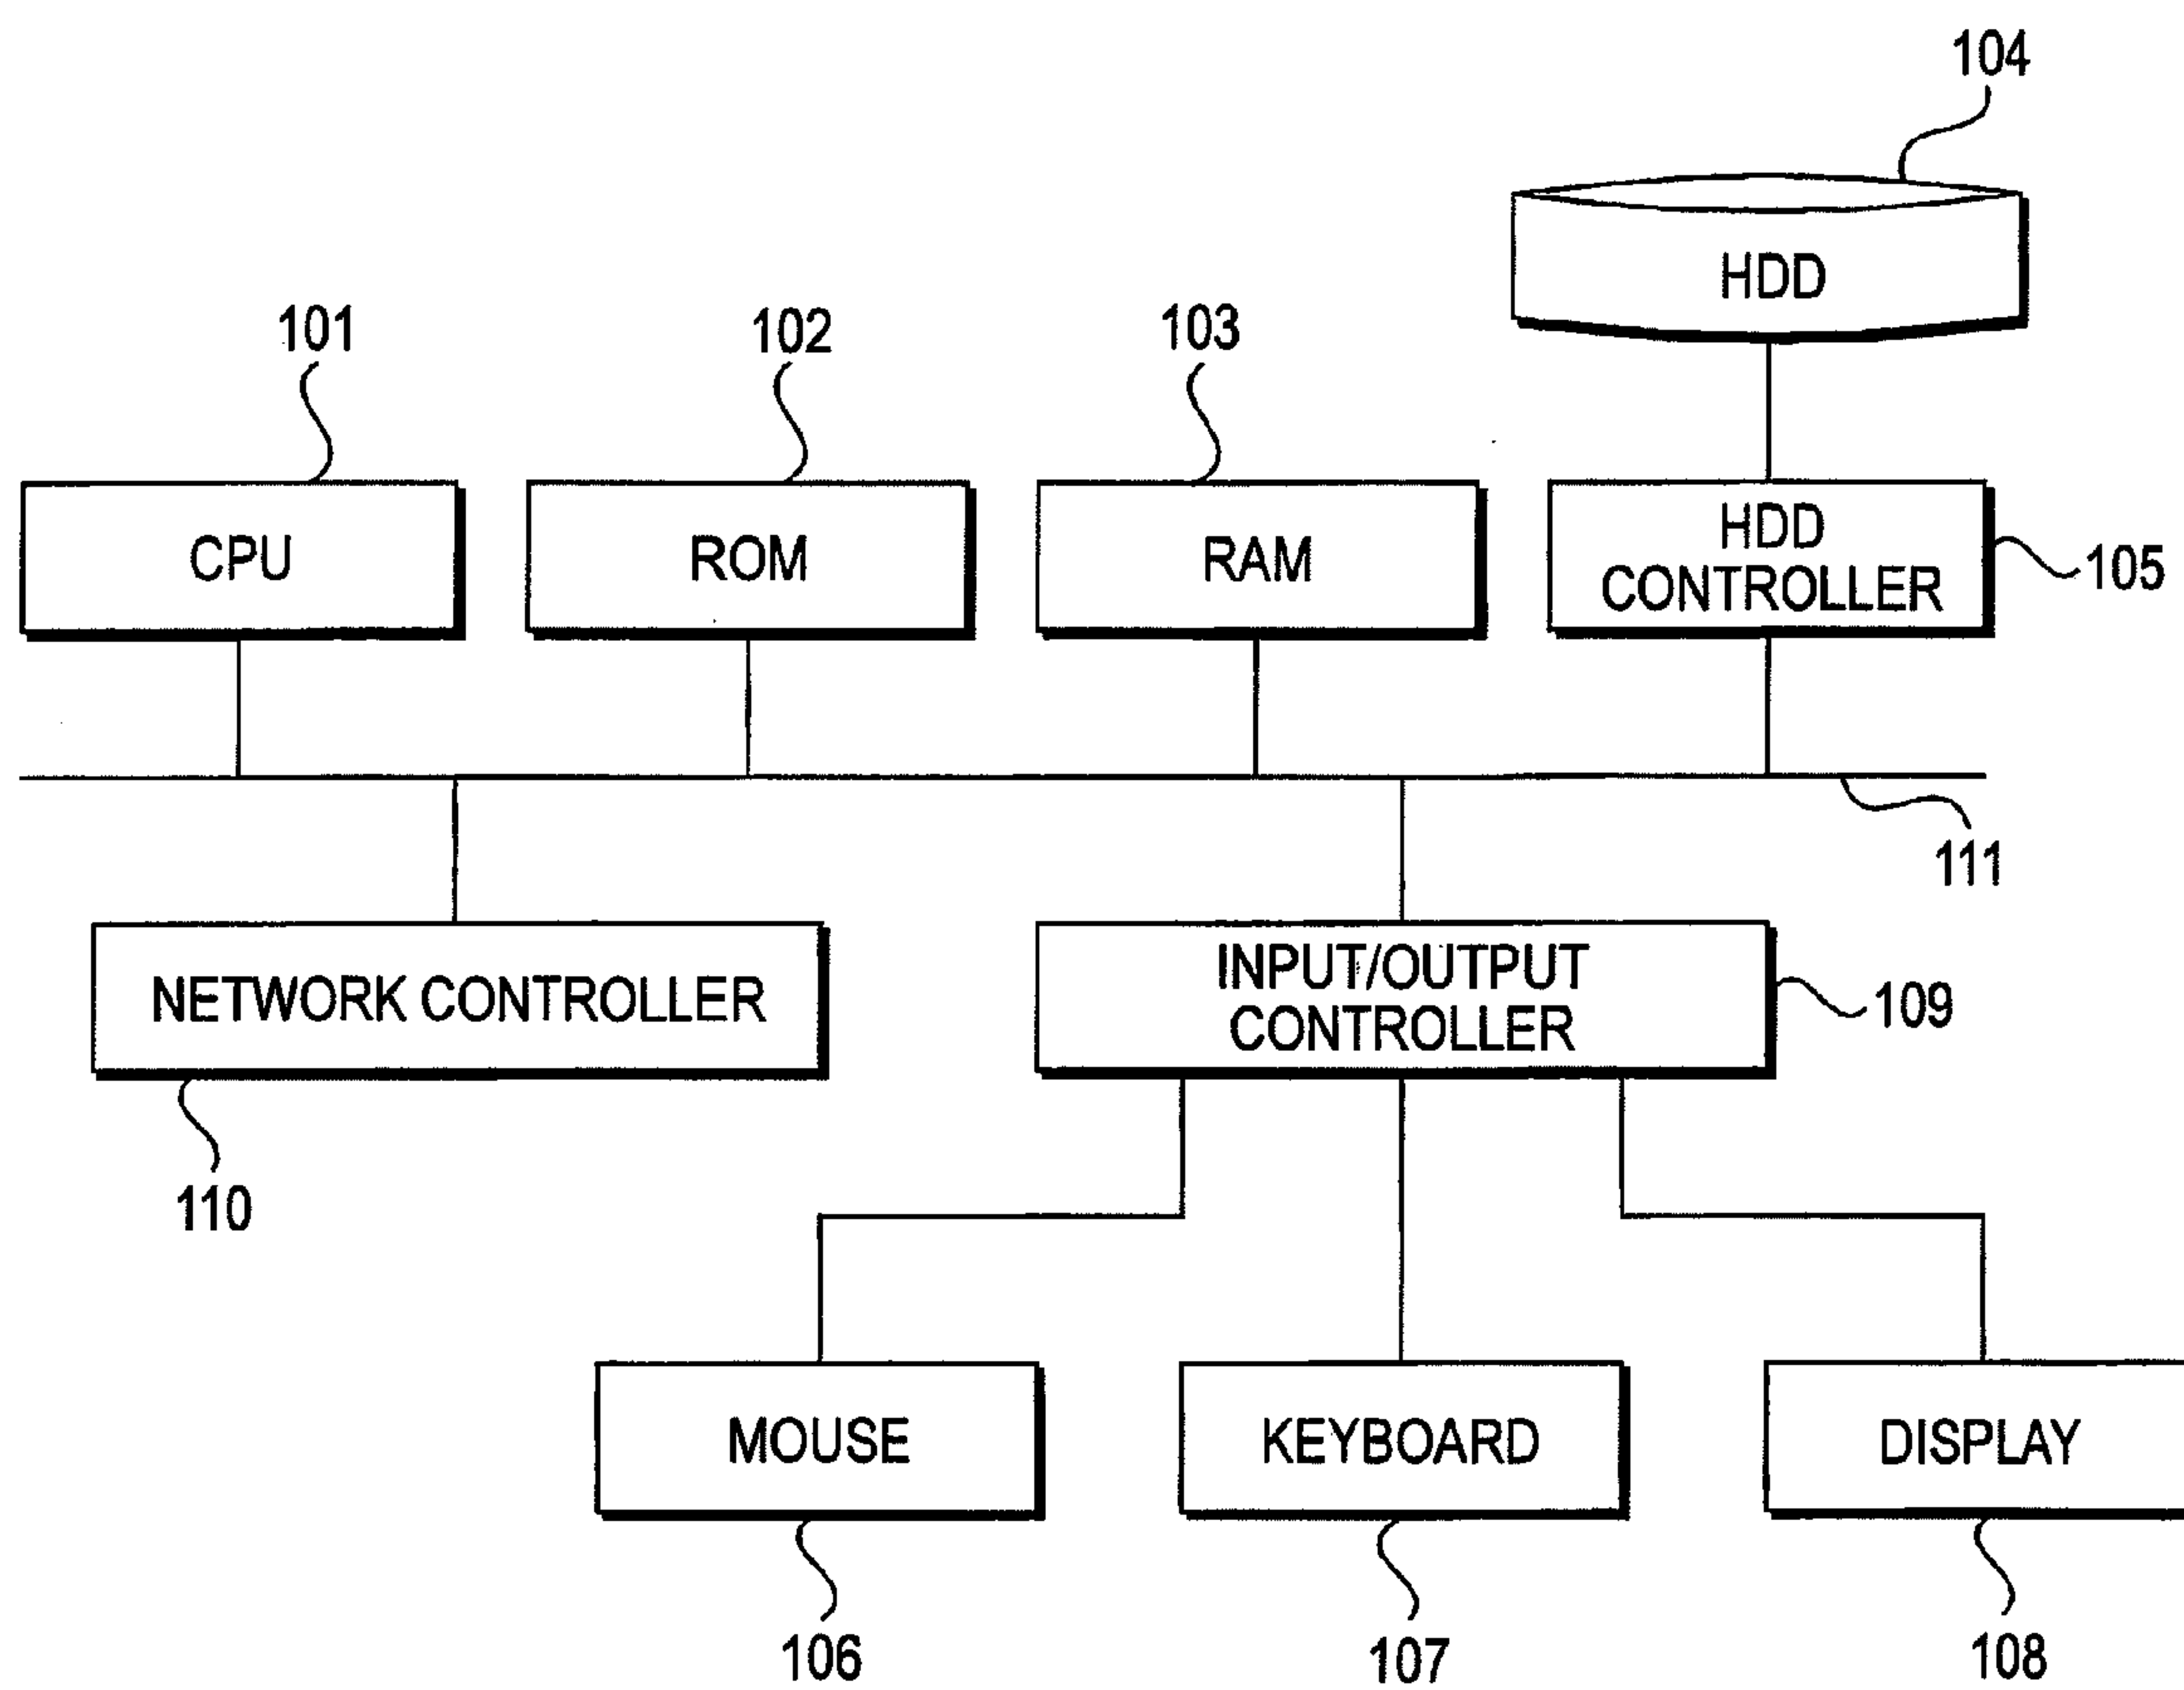 104
HDD
101
102
103
CPU
ROM
RAM
HDD
CONTROLLER
105
111
NETWORK CONTROLLER
INPUT/OUTPUT
CONTROLLER
109
110
MOUSE
KEYBOARD
DISPLAY
106
107
108